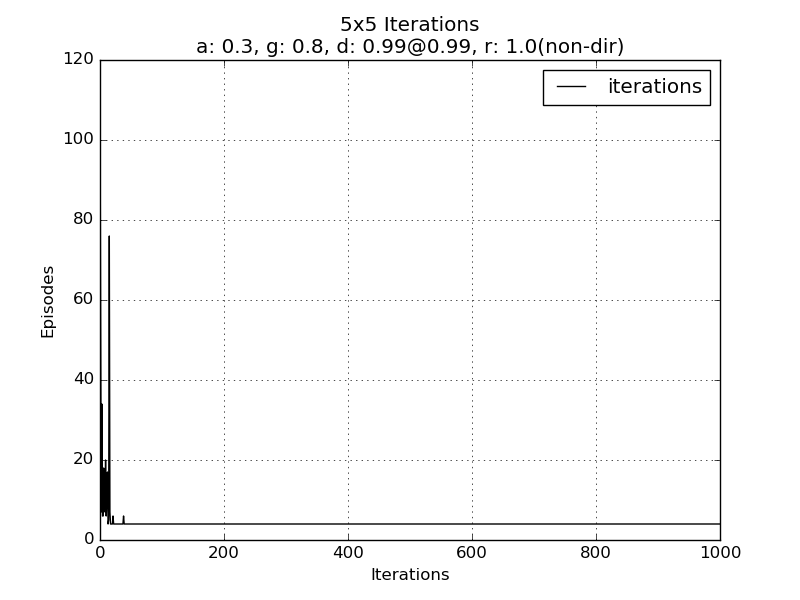 5x5 Iterations
a: 0.3, g: 0.8, d: 0.99@0.99, r: 1.0(non-dir)
120
100
80
60
40
20
0
Episodes
iterations
0 200 400 600 800 1000
Iterations